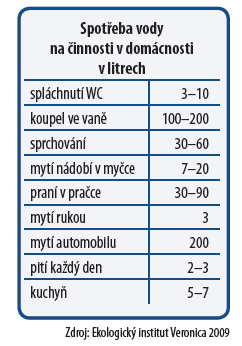 Spotřeba vody
na činnosti v domácnosti
v litrech
spláchnutí WC 3–10
koupel ve vaně 100–200
sprchování 30–60
mytí nádobí v myčce 7–20
praní v pračce 30–90
mytí rukou 3
mytí automobilu 200
pití každý den 2–3
kuchyň 5–7
Zdroj: Ekologický institut Veronica 2009